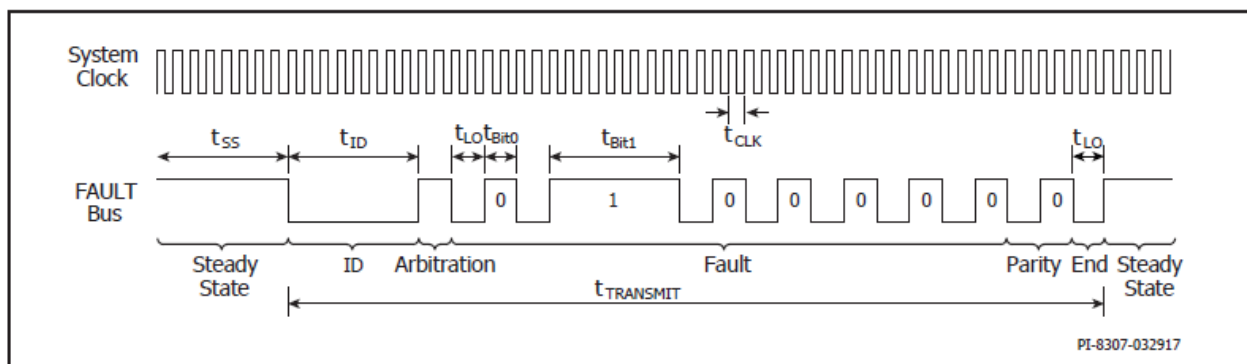 System
Clock
tSS
tID
tLO
tBit0
tBit1
tCLK
tLO
FAULT
Bus
0
1
0
0
0
0
0
0
Steady
State
ID
Arbitration
Fault
Parity
End
Steady
State
tTRANSMIT
PI-8307-032917